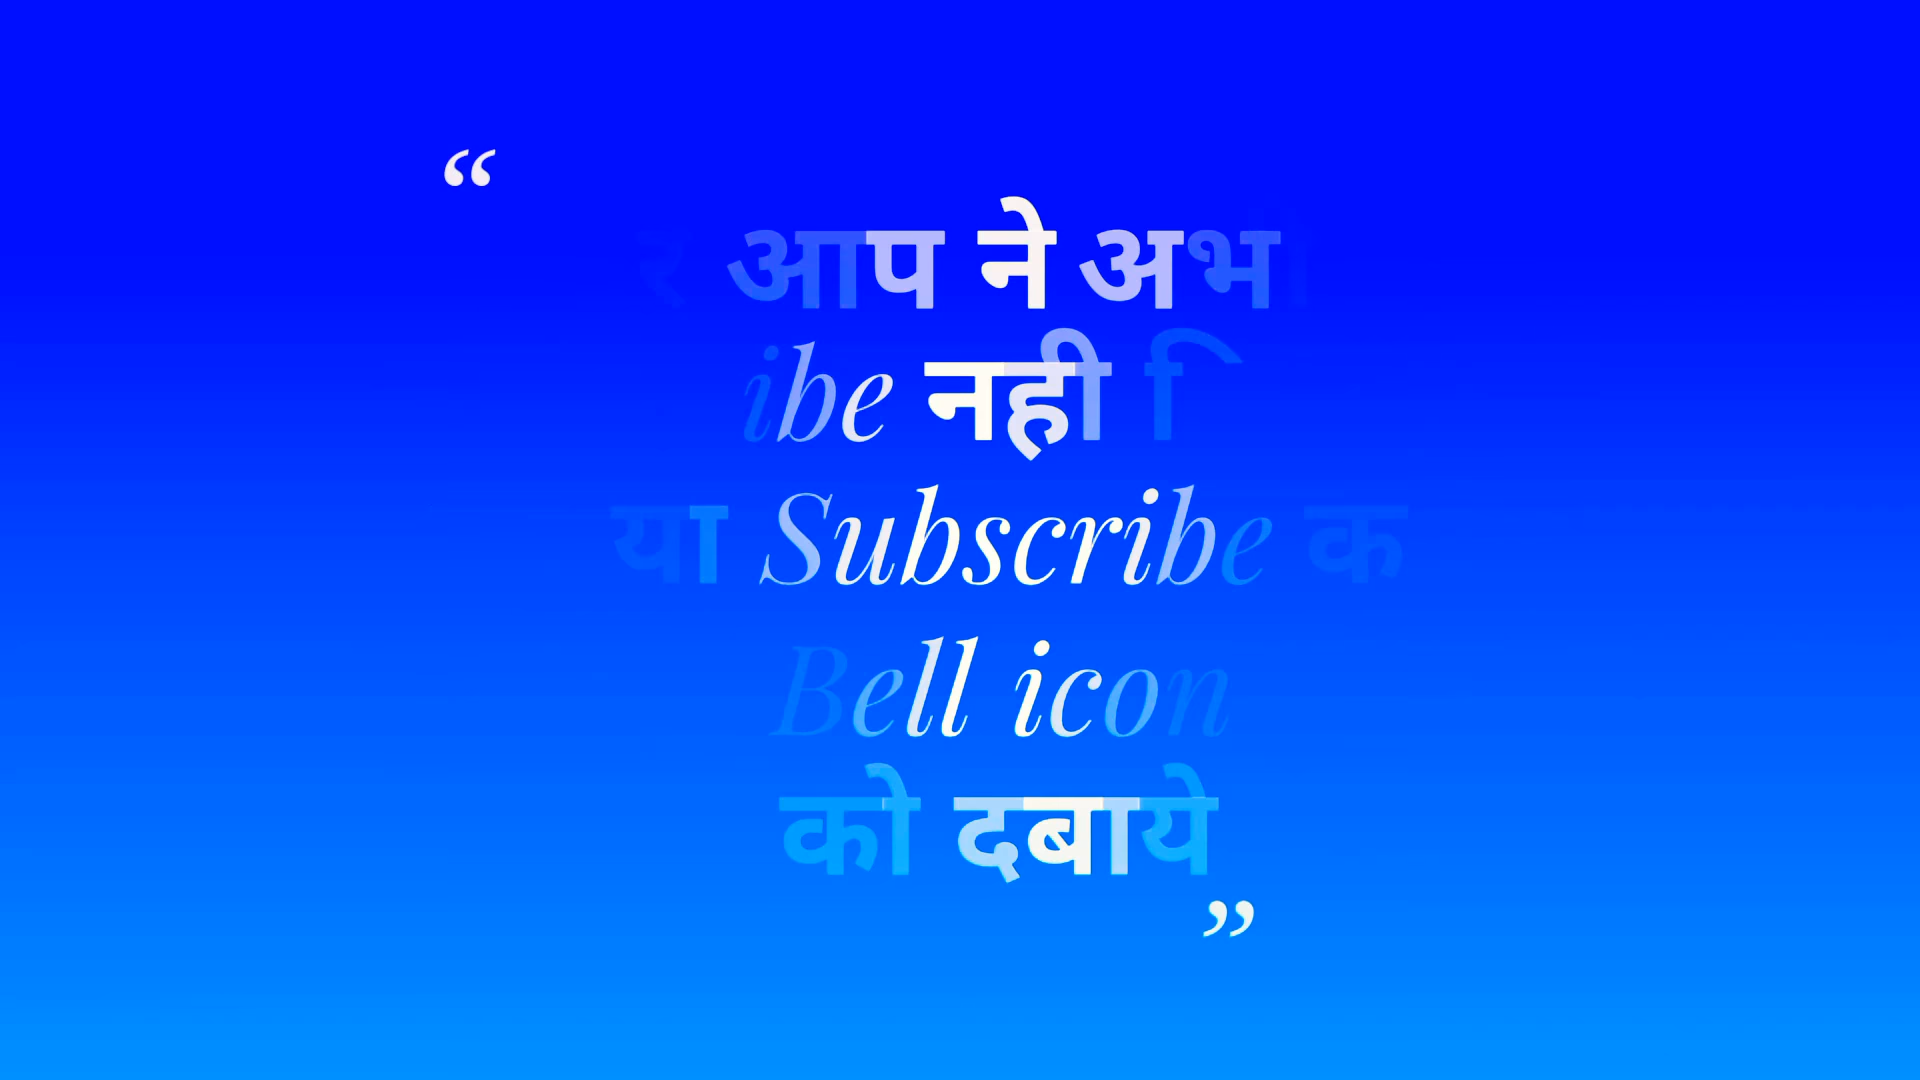 “
र आप ने अभी
ibe नही ि
या Subscribe क
Bell icon
को दबाये
”